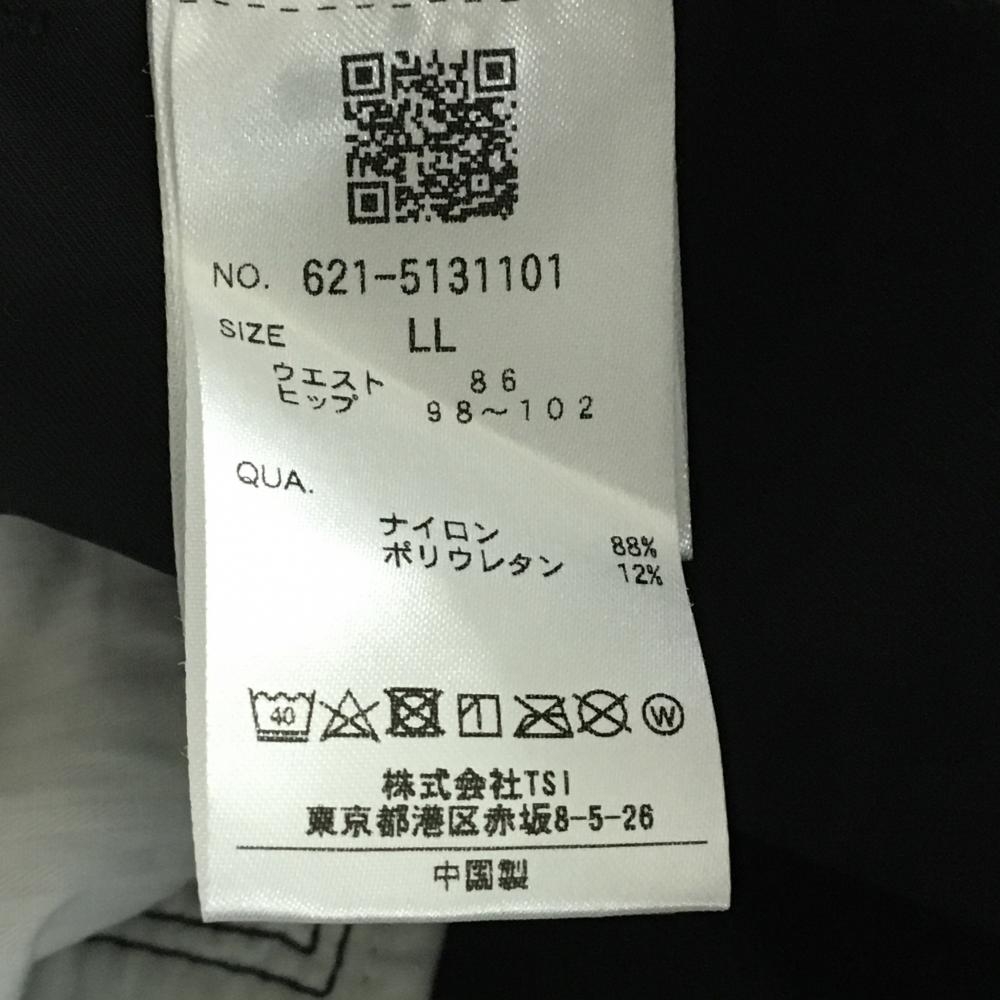 NO. 621-5131101
SIZE LL
ウエスト 86
ヒップ 98～102
QUA.
ナイロン 88%
ポリウレタン 12%
40 W
株式会社TSI
東京都港区赤坂8-5-26
中国製